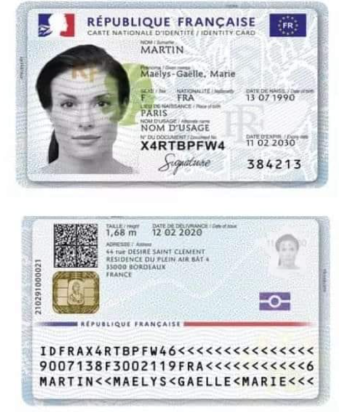 RÉPUBLIQUE FRANÇAISE
FR
CARTE NATIONALE D'IDENTITÉ / IDENTITY CARD
NOM / Surname
MARTIN
Maëlys-Gaëlle, Marie
SEXE / Sex NATIONALITÉ / Nationality DATE DE NAISS. / Date of birth
F FRA 13 07 1990
LIEU DE NAISSANCE / Place of birth
PARIS
NOM D'USAGE / Alternate name
NOM D'USAGE
N° DU DOCUMENT / Document No DATE D'EXPIR. / Expiry date
X4RTBPFW4 11 02 2030
Signature
384213
TAILLE / Height DATE DE DÉLIVRANCE / Date of issue
1,68 m 12 02 2020
ADRESSE / Address
44 rue DESIRE SAINT CLEMENT
RESIDENCE DU PLEIN AIR BÂT 4
33000 BORDEAUX
FRANCE
210291000021
RÉPUBLIQUE FRANÇAISE
IDFRAX4RTBPFW46<<<<<<<<<<<<<<<
9007138F3002119FRA<<<<<<<<<<<6
MARTIN<<MAELYS<GAELLE<MARIE<<<